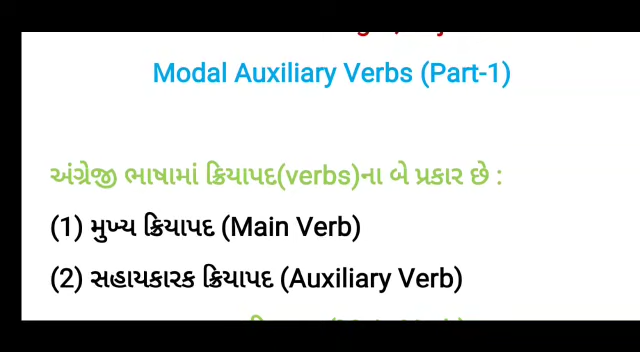 Modal Auxiliary Verbs (Part-1)
અંગ્રેજી ભાષામાં ક્રિયાપદ(verbs)ના બે પ્રકાર છે :
(1) મુખ્ય ક્રિયાપદ (Main Verb)
(2) સહાયકારક ક્રિયાપદ (Auxiliary Verb)